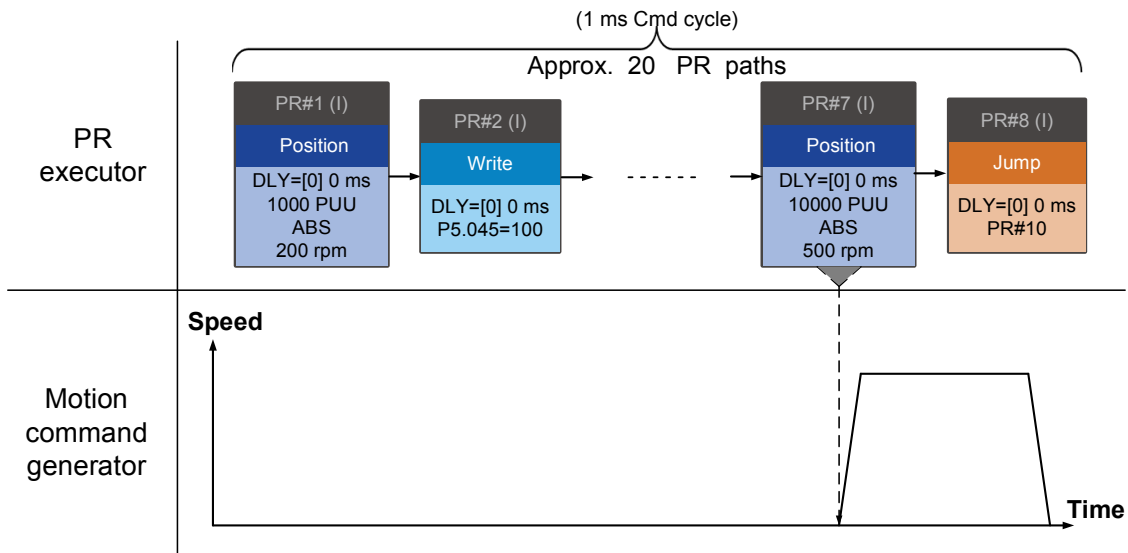 (1 ms Cmd cycle)
Approx. 20 PR paths
PR
executor
PR#1 (I)
Position
DLY=[0] 0 ms
1000 PUU
ABS
200 rpm
PR#2 (I)
Write
DLY=[0] 0 ms
P5.045=100
PR#7 (I)
Position
DLY=[0] 0 ms
10000 PUU
ABS
500 rpm
PR#8 (I)
Jump
DLY=[0] 0 ms
PR#10
Motion
command
generator
Speed
Time